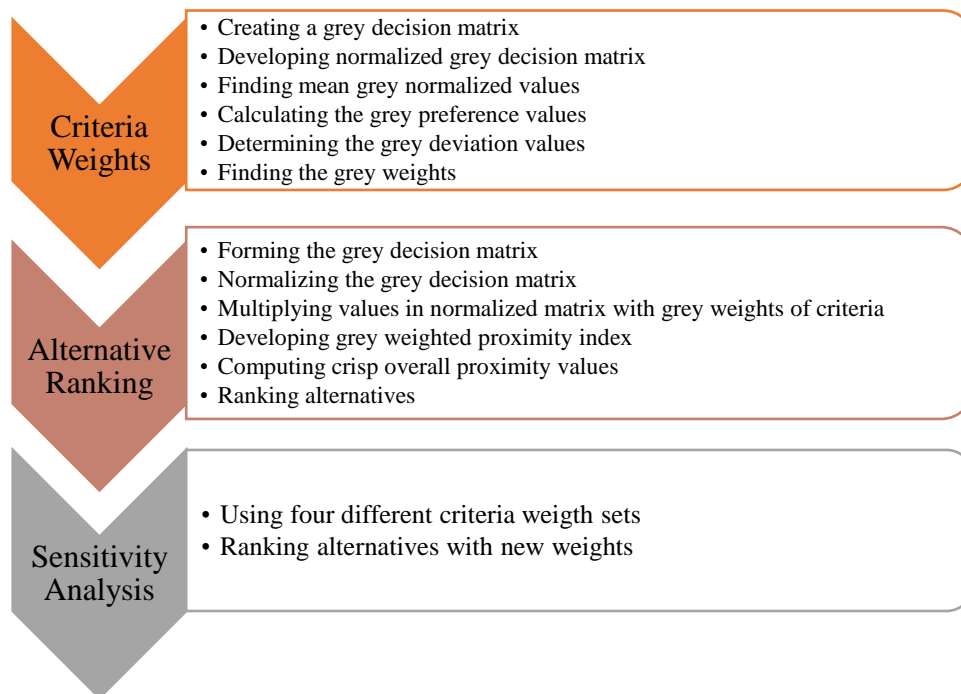 Criteria
Weights
• Creating a grey decision matrix
• Developing normalized grey decision matrix
• Finding mean grey normalized values
• Calculating the grey preference values
• Determining the grey deviation values
• Finding the grey weights
Alternative
Ranking
• Forming the grey decision matrix
• Normalizing the grey decision matrix
• Multiplying values in normalized matrix with grey weights of criteria
• Developing grey weighted proximity index
• Computing crisp overall proximity values
• Ranking alternatives
Sensitivity
Analysis
• Using four different criteria weigth sets
• Ranking alternatives with new weights